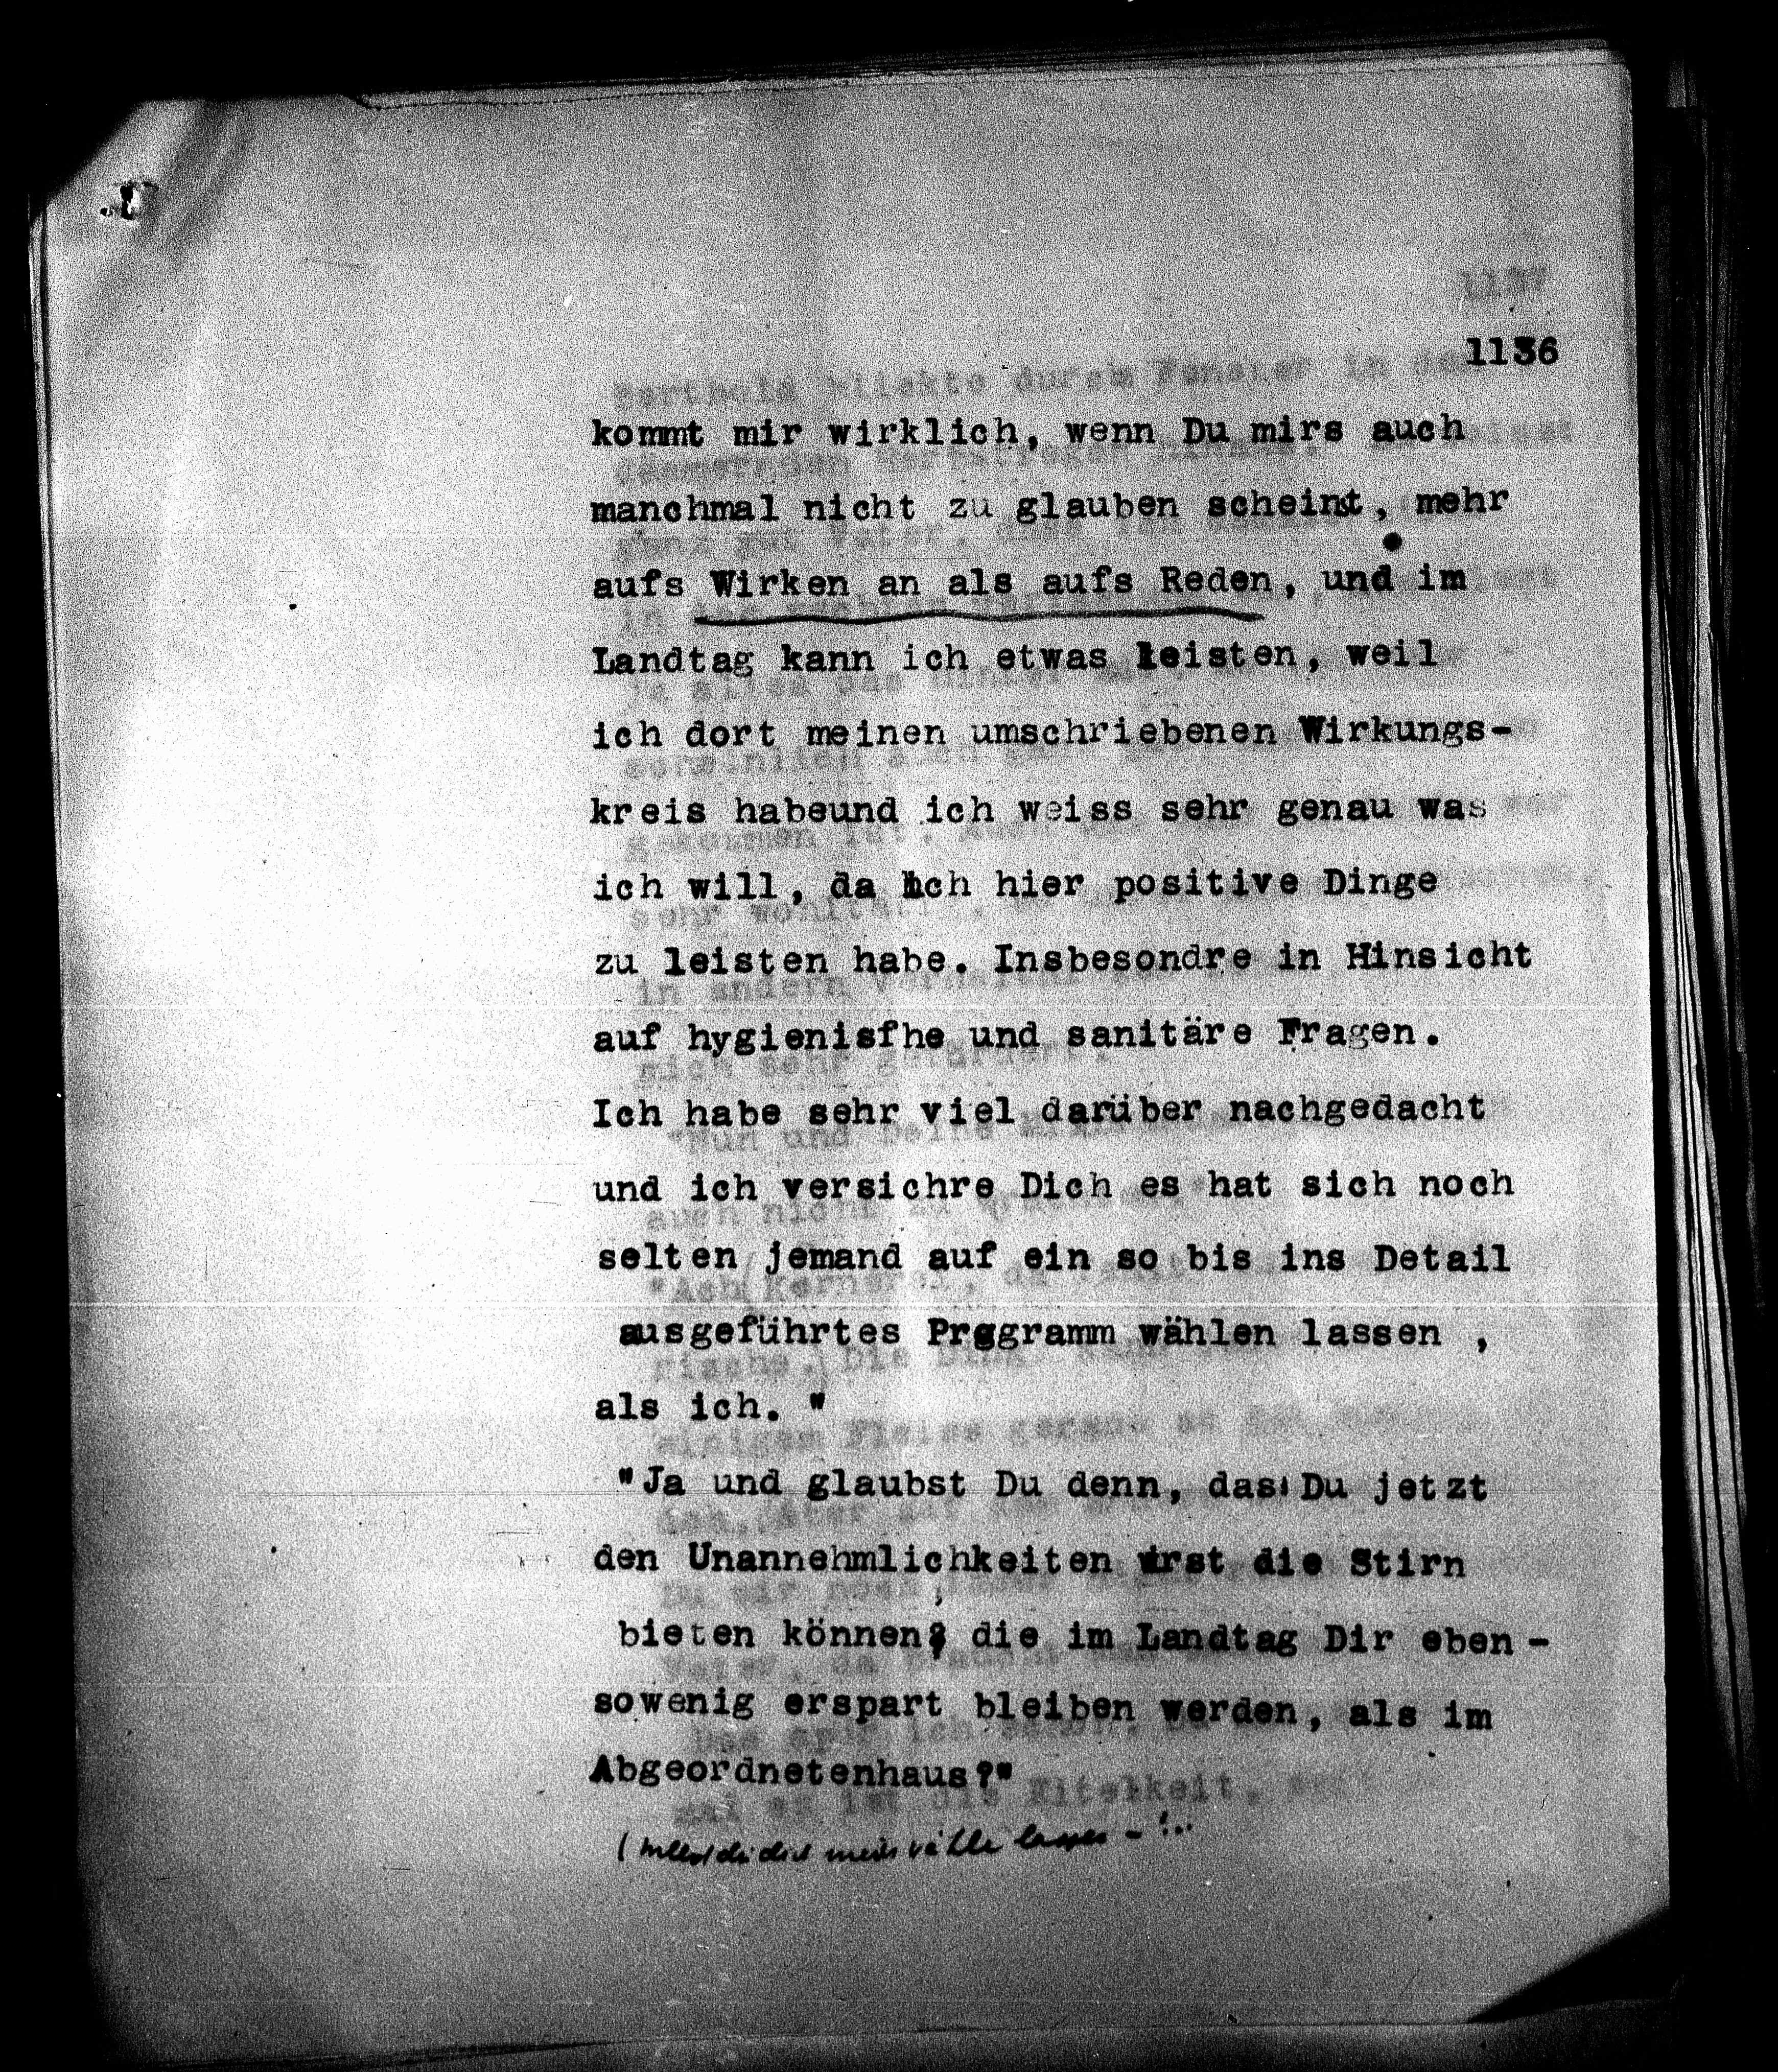 1136
kommt mir wirklich, wenn Du mirs auch
manchmal nicht zu glauben scheinst, mehr
aufs Wirken an als aufs Reden, und im
Landtag kann ich etwas leisten, weil
ich dort meinen umschriebenen Wirkungs-
kreis habeund ich weiss sehr genau was
ich will, da ich hier positive Dinge
zu leisten habe. Insbesondre in Hinsicht
auf hygienisfhe und sanitäre Fragen.
Ich habe sehr viel darüber nachgedacht
und ich versichre Dich es hat sich noch
selten jemand auf ein so bis ins Detail
ausgeführtes Programm wählen lassen ,
als ich. "
"Ja und glaubst Du denn, das Du jetzt
den Unannehmlichkeiten die Stirn
bieten können, die im Landtag Dir eben-
sowenig erspart bleiben werden, als im
Abgeordnetenhaus?"
lassen - !..